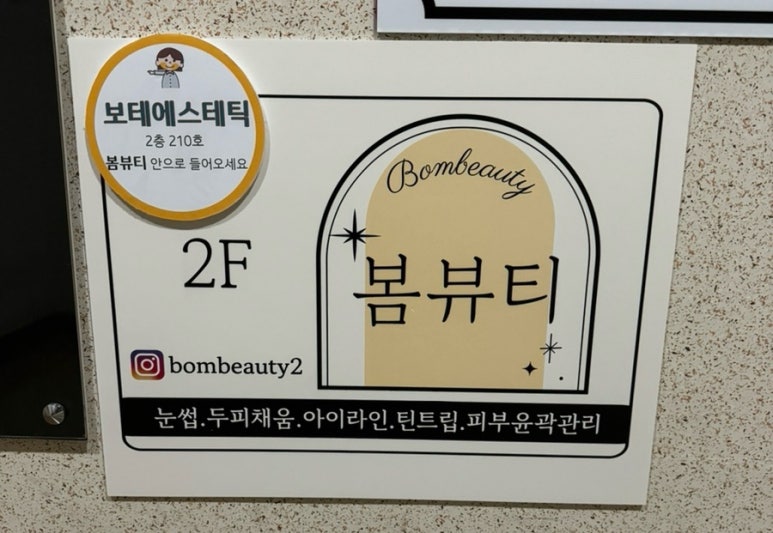 보테에스테틱
2층 210호
봄뷰티 안으로 들어오세요
Bombeauty
2F
봄뷰티
bombeauty2
눈썹.두피채움.아이라인.틴트립.피부윤곽관리